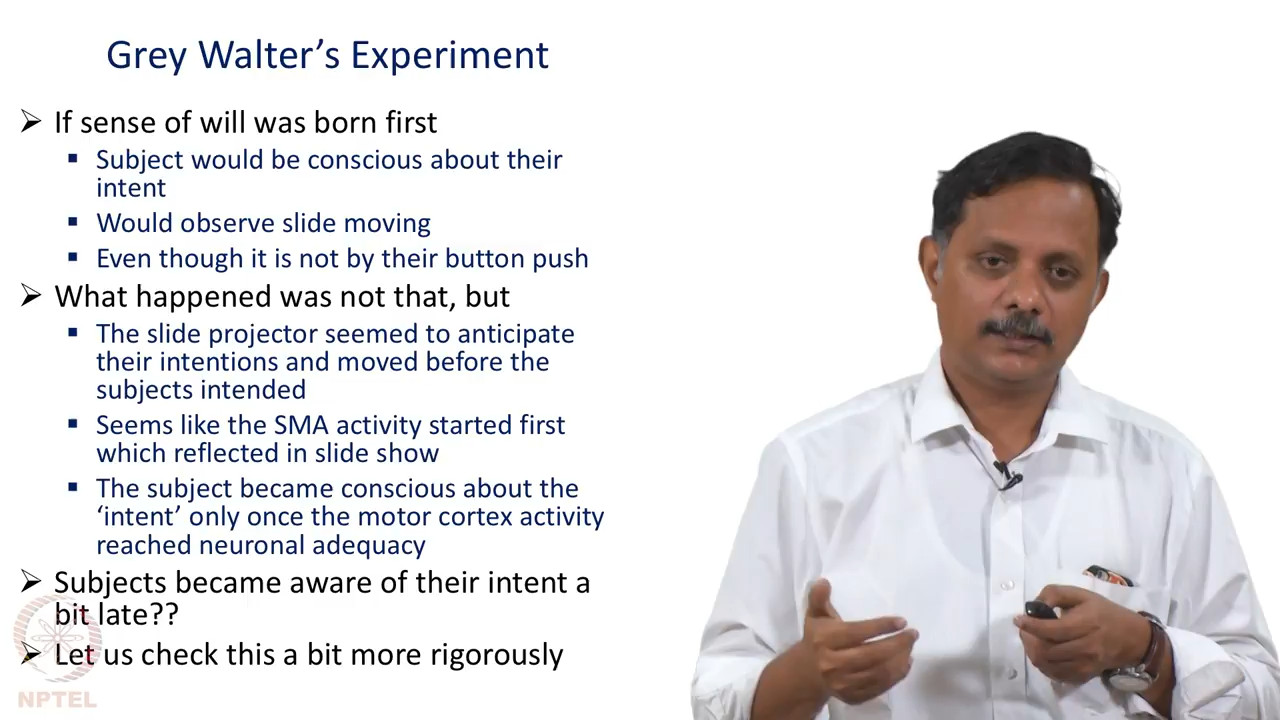 Grey Walter’s Experiment
➢ If sense of will was born first
▪ Subject would be conscious about their
intent
▪ Would observe slide moving
▪ Even though it is not by their button push
➢ What happened was not that, but
▪ The slide projector seemed to anticipate
their intentions and moved before the
subjects intended
▪ Seems like the SMA activity started first
which reflected in slide show
▪ The subject became conscious about the
‘intent’ only once the motor cortex activity
reached neuronal adequacy
➢ Subjects became aware of their intent a
bit late??
➢ Let us check this a bit more rigorously
NPTEL